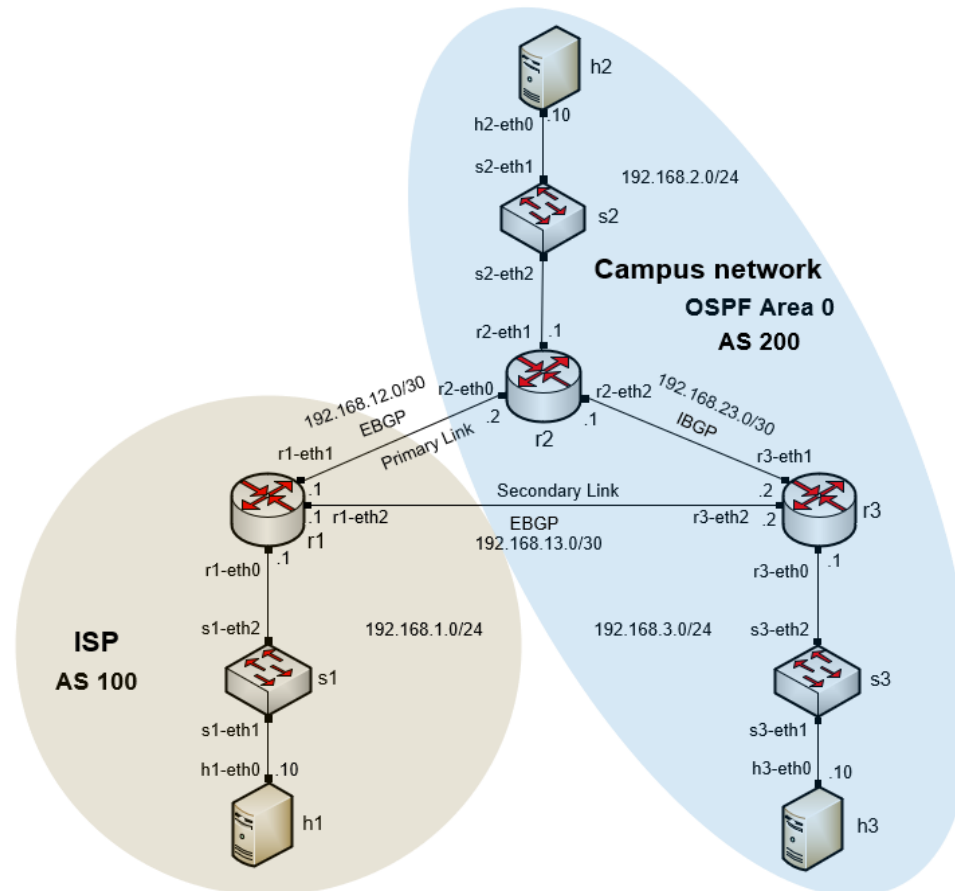 h2
h2-eth0
.10
s2-eth1
192.168.2.0/24
s2
s2-eth2
Campus network
OSPF Area 0
AS 200
r2-eth1
.1
192.168.12.0/30
EBGP
Primary Link
r2-eth0
.2
r2
r2-eth2
.1
192.168.23.0/30
IBGP
r1-eth1
.1
.1
r1-eth2
r1
Secondary Link
EBGP
192.168.13.0/30
r3-eth1
.2
r3-eth2
.2
r3
r1-eth0
.1
r3-eth0
.1
ISP
AS 100
s1-eth2
192.168.1.0/24
s1
s1-eth1
192.168.3.0/24
s3-eth2
s3
s3-eth1
h1-eth0
.10
h1
h3-eth0
.10
h3